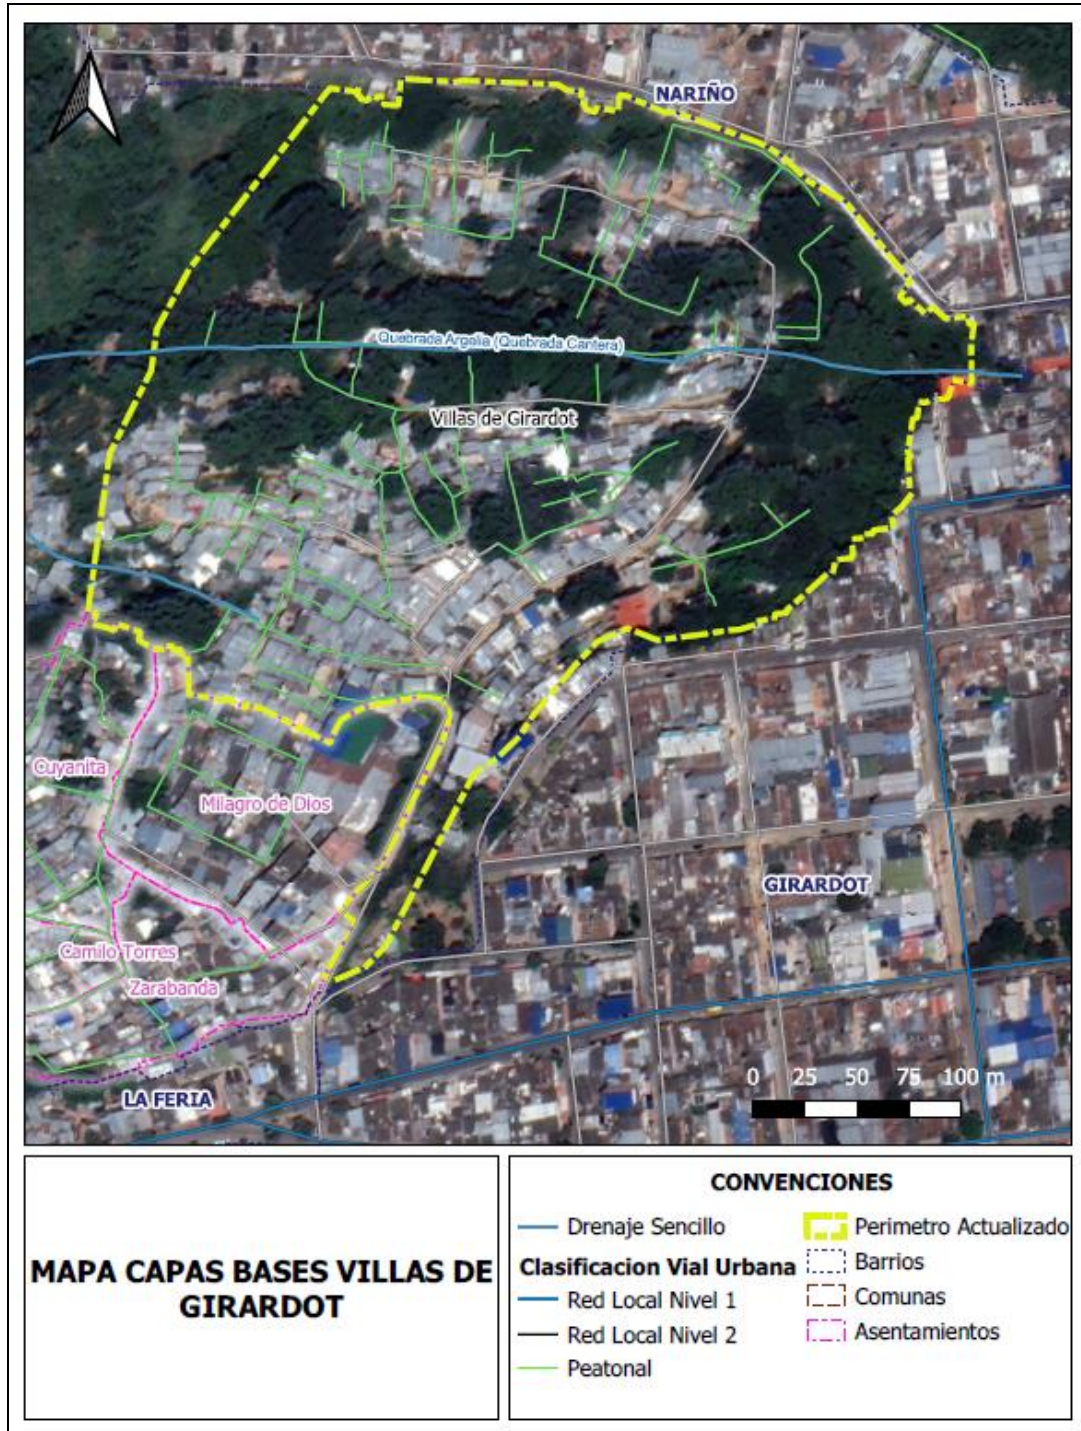 NARIÑO
Quebrada Argelia (Quebrada Cantera)
Villas de Girardot
Cuyanita
Milagro de Dios
GIRARDOT
Camilo Torres
Zarabanda
LA FERIA
0 25 50 75 100 m
MAPA CAPAS BASES VILLAS DE
GIRARDOT
CONVENCIONES
Drenaje Sencillo
Clasificacion Vial Urbana
Red Local Nivel 1
Red Local Nivel 2
Peatonal
Perimetro Actualizado
Barrios
Comunas
Asentamientos